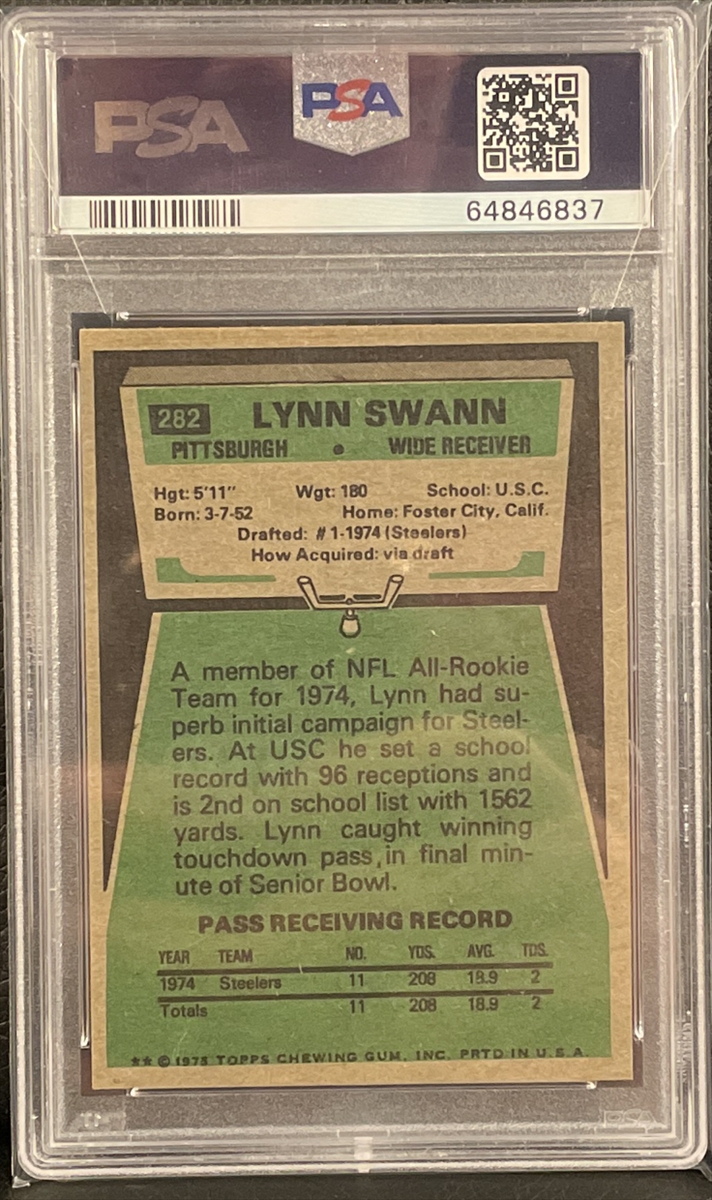 PSA PSA
64846837
282 LYNN SWANN
PITTSBURGH • WIDE RECEIVER
Hgt: 5'11" Wgt: 180 School: U.S.C.
Born: 3-7-52 Home: Foster City, Calif.
Drafted: #1-1974 (Steelers)
How Acquired: via draft
A member of NFL All-Rookie
Team for 1974, Lynn had su-
perb initial campaign for Steel-
ers. At USC he set a school
record with 96 receptions and
is 2nd on school list with 1562
yards. Lynn caught winning
touchdown pass in final min-
ute of Senior Bowl.
PASS RECEIVING RECORD
YEAR TEAM NO. YDS. AVG. TDS.
1974 Steelers 11 208 18.9 2
Totals 11 208 18.9 2
★★ © 1975 TOPPS CHEWING GUM, INC. PRTD IN U.S.A.
PSA